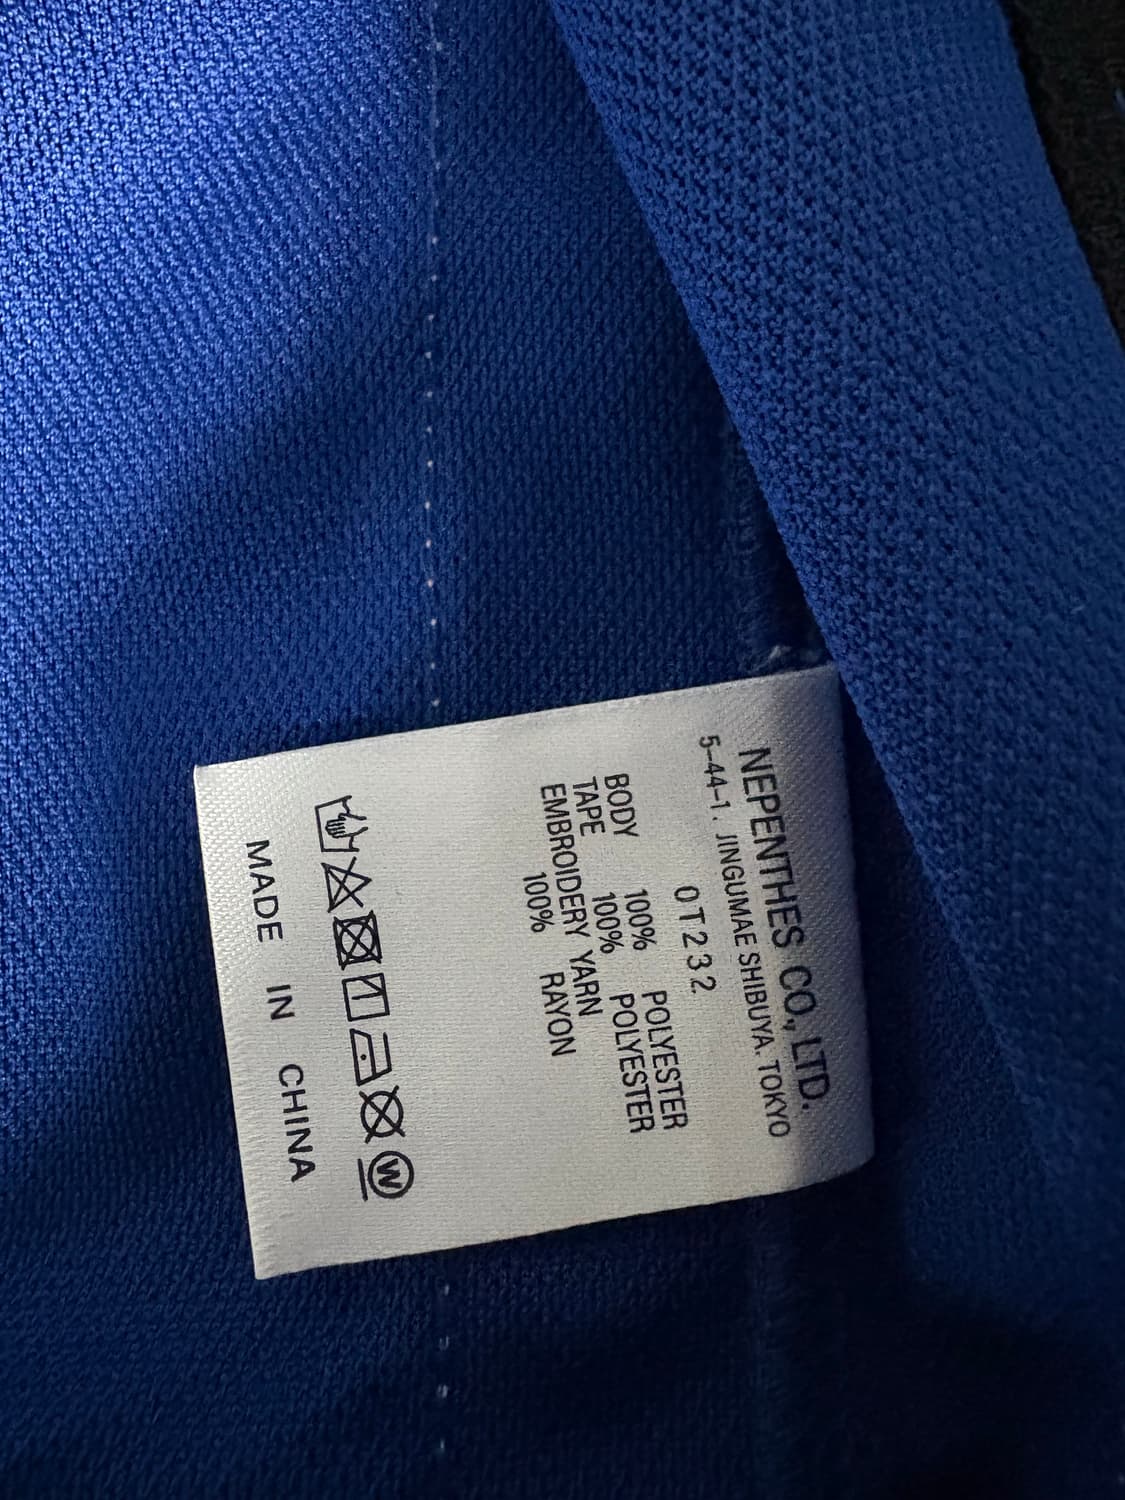 NEPENTHES CO., LTD.
5-44-1. JINGUMAE SHIBUYA. TOKYO
OT232
BODY 100% POLYESTER
TAPE 100% POLYESTER
EMBROIDERY YARN
100% RAYON
W
MADE IN CHINA